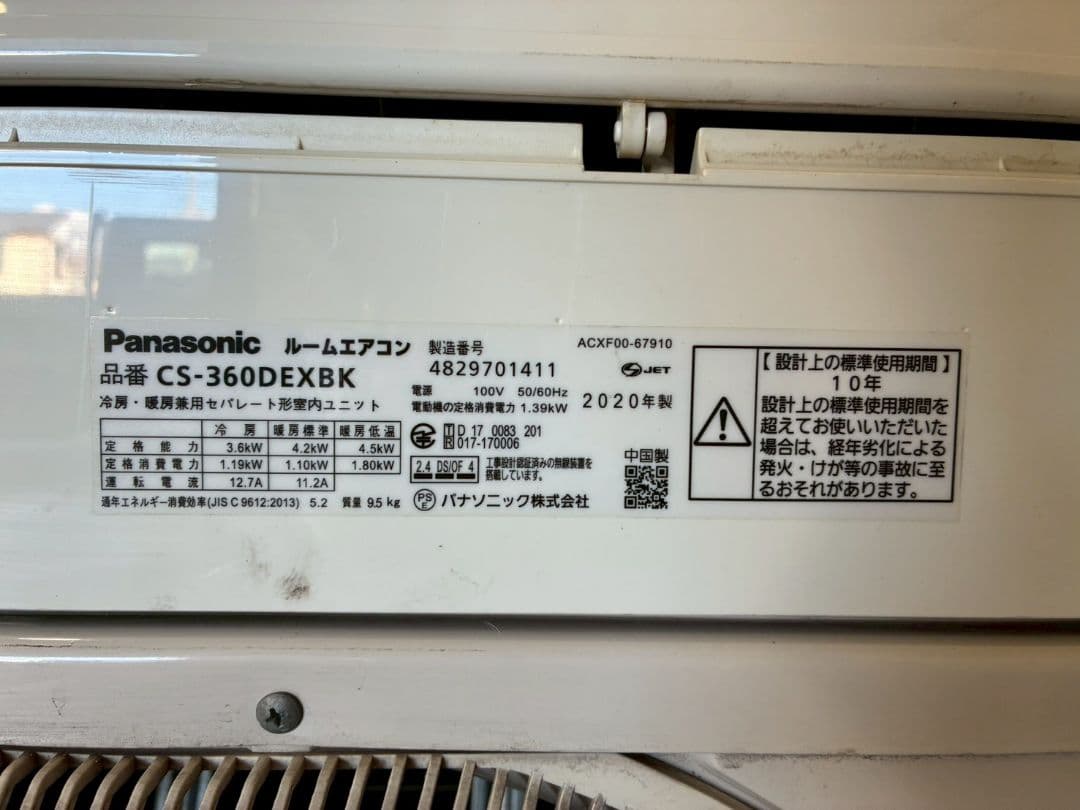 Panasonic ルームエアコン
品番 CS-360DEXBK
冷房・暖房兼用セパレート形室内ユニット
冷房 暖房標準 暖房低温
定格能力 3.6kW 4.2kW 4.5kW
定格消費電力 1.19kW 1.10kW 1.80kW
運転電流 12.7A 11.2A
通年エネルギー消費効率(JIS C 9612:2013) 5.2 質量 9.5 kg
製造番号
4829701411
電源 100V 50/60Hz
電動機の定格消費電力 1.39kW
T D 17 0083 201
R 017-170006
2.4 DS/OF 4
工事設計認証済みの無線装置を
搭載しています。
PS
E パナソニック株式会社
ACXF00-67910
JET
2020年製
中国製
【設計上の標準使用期間】
10年
設計上の標準使用期間を
超えてお使いいただいた
場合は、経年劣化による
発火・けが等の事故に至
るおそれがあります。